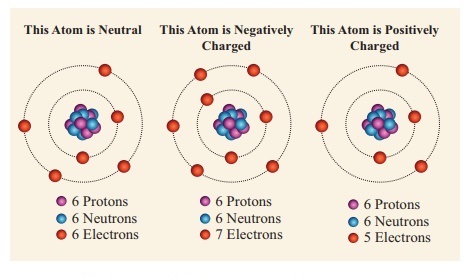 This Atom is Neutral
This Atom is Negatively
Charged
This Atom is Positively
Charged
6 Protons
6 Neutrons
6 Electrons
6 Protons
6 Neutrons
7 Electrons
6 Protons
6 Neutrons
5 Electrons